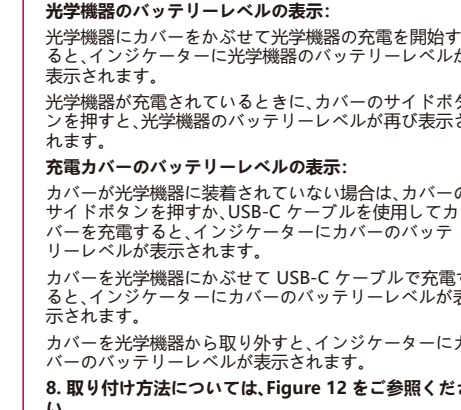 光学機器のバッテリーレベルの表示：
光学機器にカバーをかぶせて光学機器の充電を開始す
ると、インジケーターに光学機器のバッテリーレベルが
表示されます。
光学機器が充電されているときに、カバーのサイドボタ
ンを押すと、光学機器のバッテリーレベルが再び表示さ
れます。
充電カバーのバッテリーレベルの表示：
カバーが光学機器に装着されていない場合は、カバーの
サイドボタンを押すか、USB-C ケーブルを使用してカ
バーを充電すると、インジケーターにカバーのバッテ
リーレベルが表示されます。
カバーを光学機器にかぶせて USB-C ケーブルで充電す
ると、インジケーターにカバーのバッテリーレベルが表
示されます。
カバーを光学機器から取り外すと、インジケーターにカ
バーのバッテリーレベルが表示されます。
8. 取り付け方法については、Figure 12 をご参照くださ
い